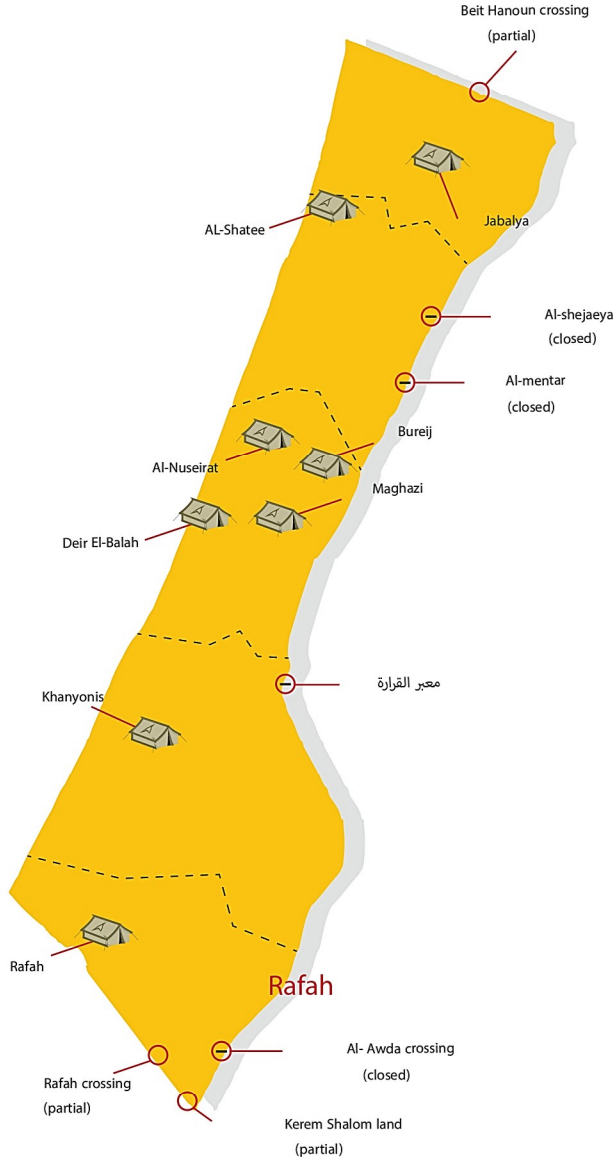 Beit Hanoun crossing
(partial)
Jabalya
AL-Shatee
Al-shejaeya
(closed)
Al-mentar
(closed)
Bureij
Al-Nuseirat
Maghazi
Deir El-Balah
معبر القرارة
Khanyonis
Rafah
Rafah
Al- Awda crossing
(closed)
Rafah crossing
(partial)
Kerem Shalom land
(partial)